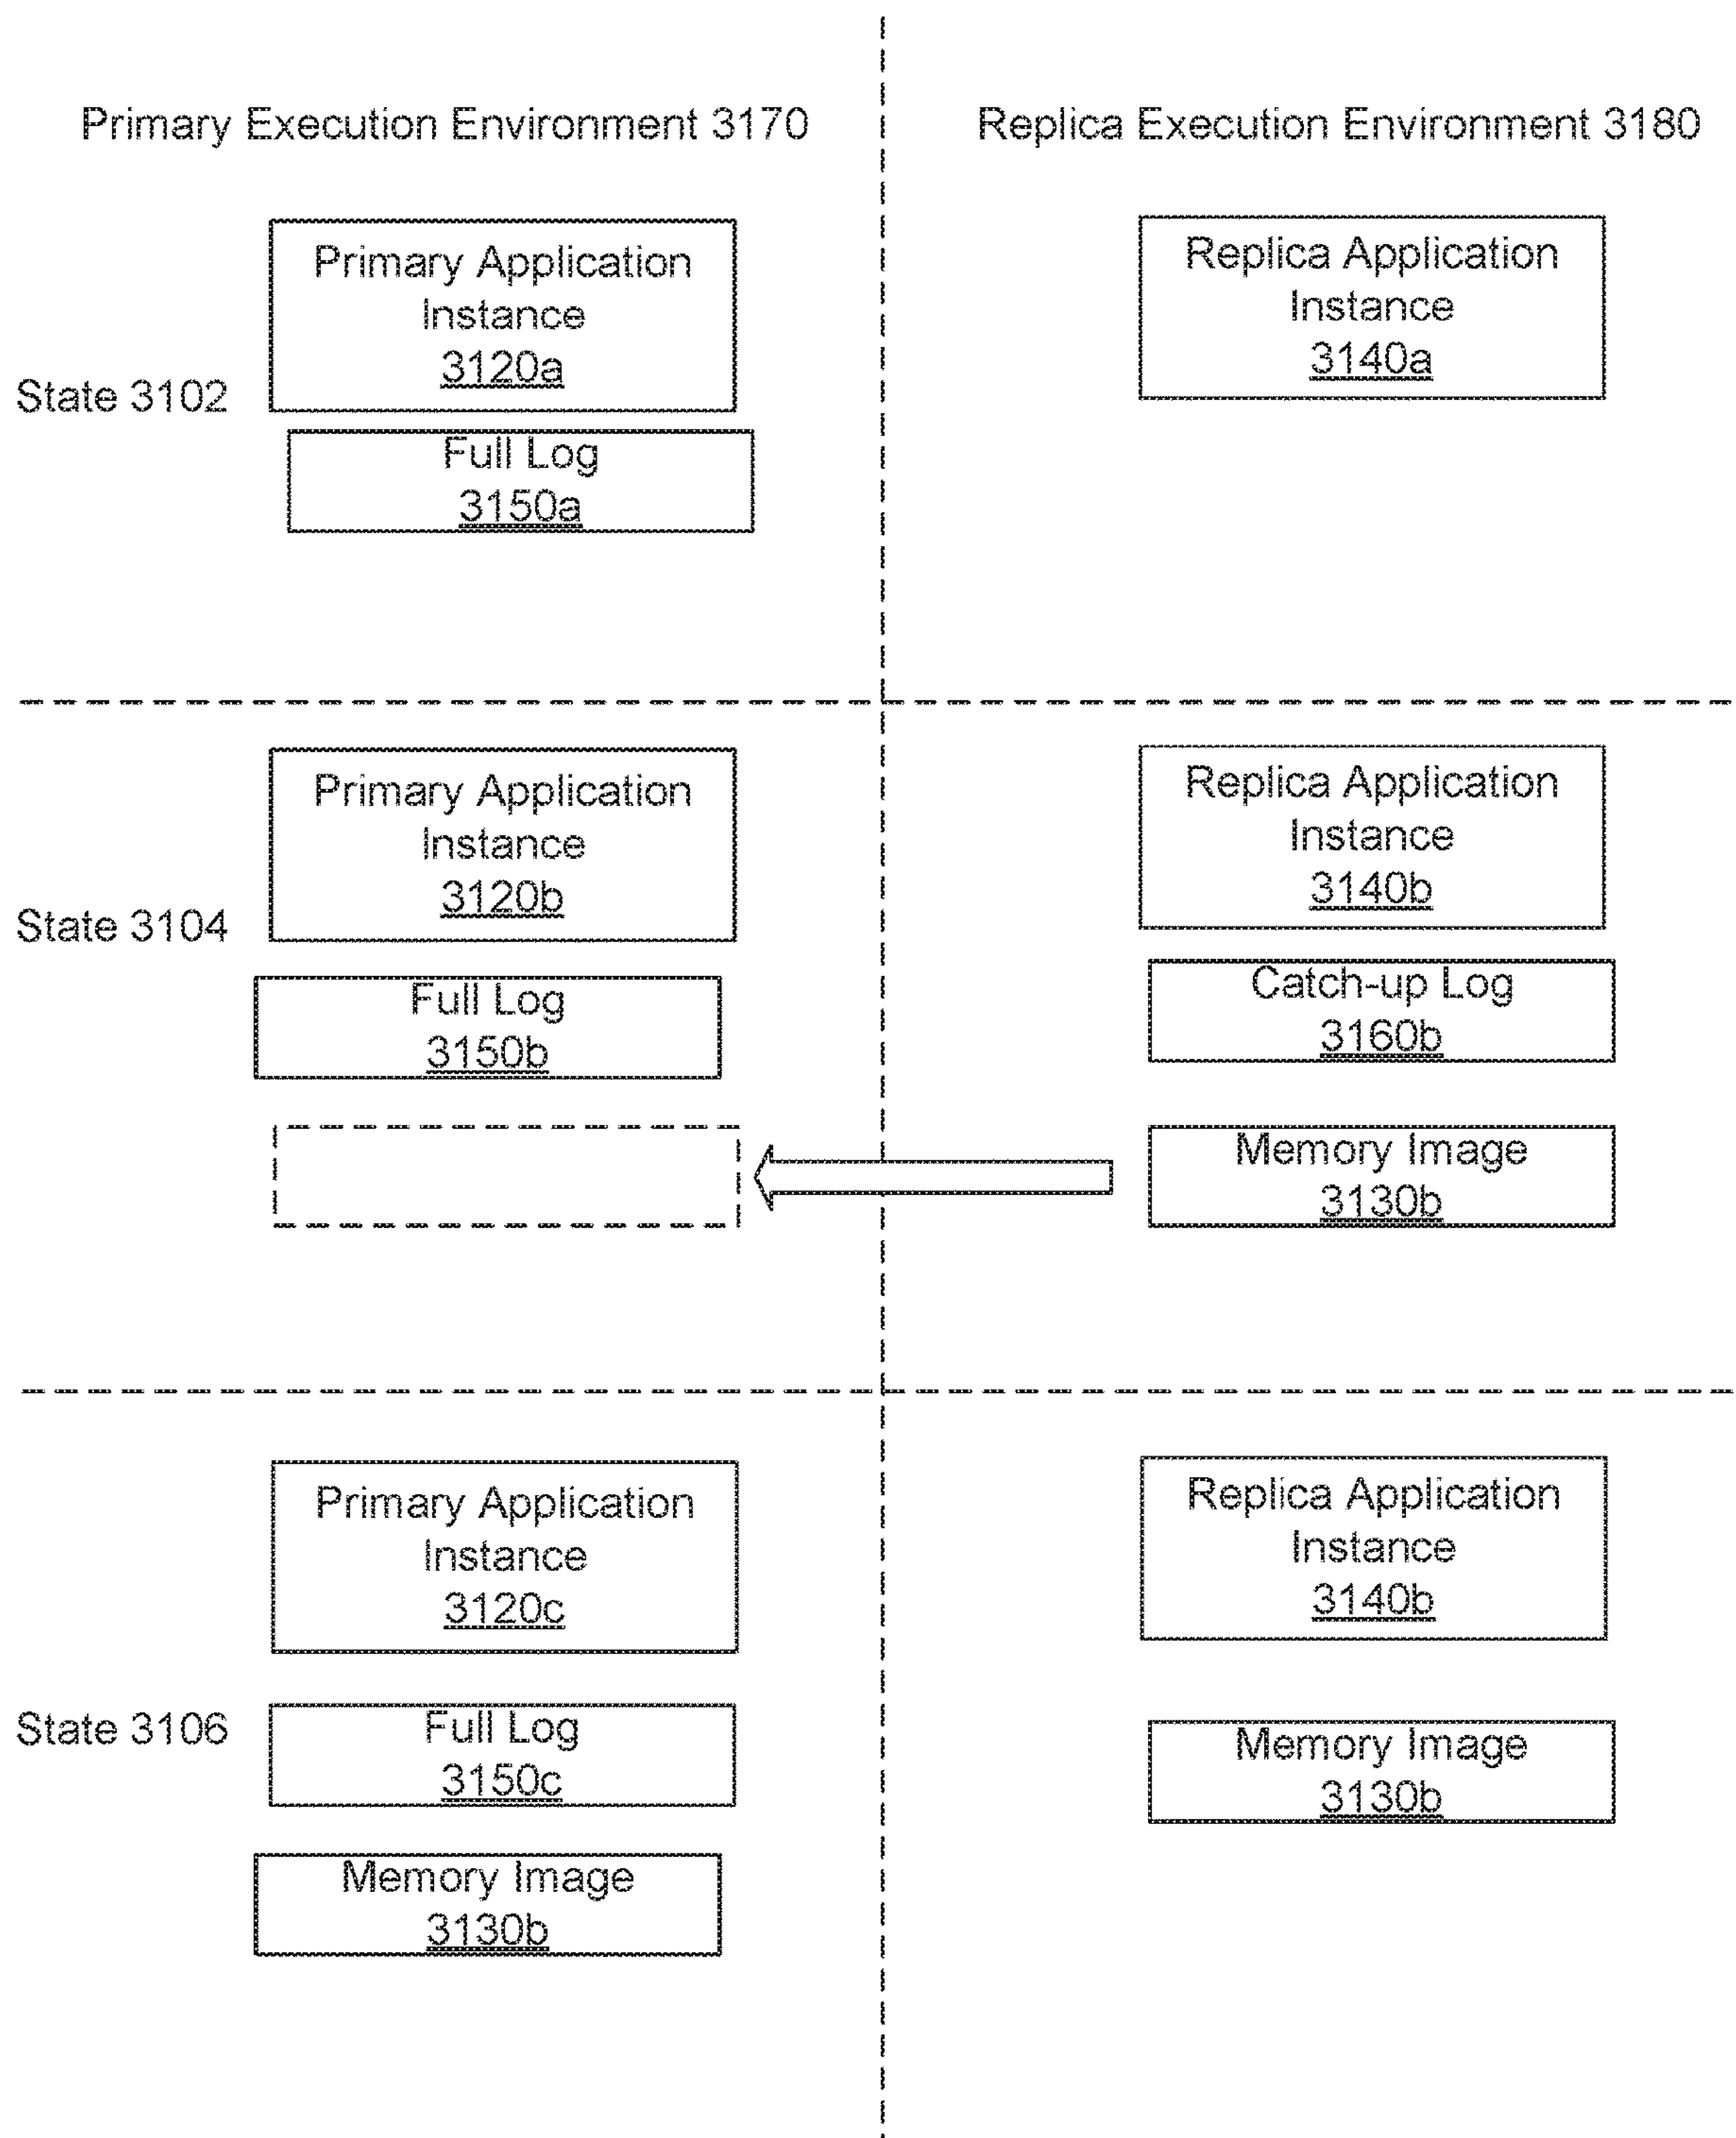 Primary Execution Environment 3170
Replica Execution Environment 3180
State 3102
Primary Application
Instance
3120a
Full Log
3150a
Replica Application
Instance
3140a
State 3104
Primary Application
Instance
3120b
Full Log
3150b
Replica Application
Instance
3140b
Catch-up Log
3160b
Memory Image
3130b
State 3106
Primary Application
Instance
3120c
Full Log
3150c
Memory Image
3130b
Replica Application
Instance
3140b
Memory Image
3130b